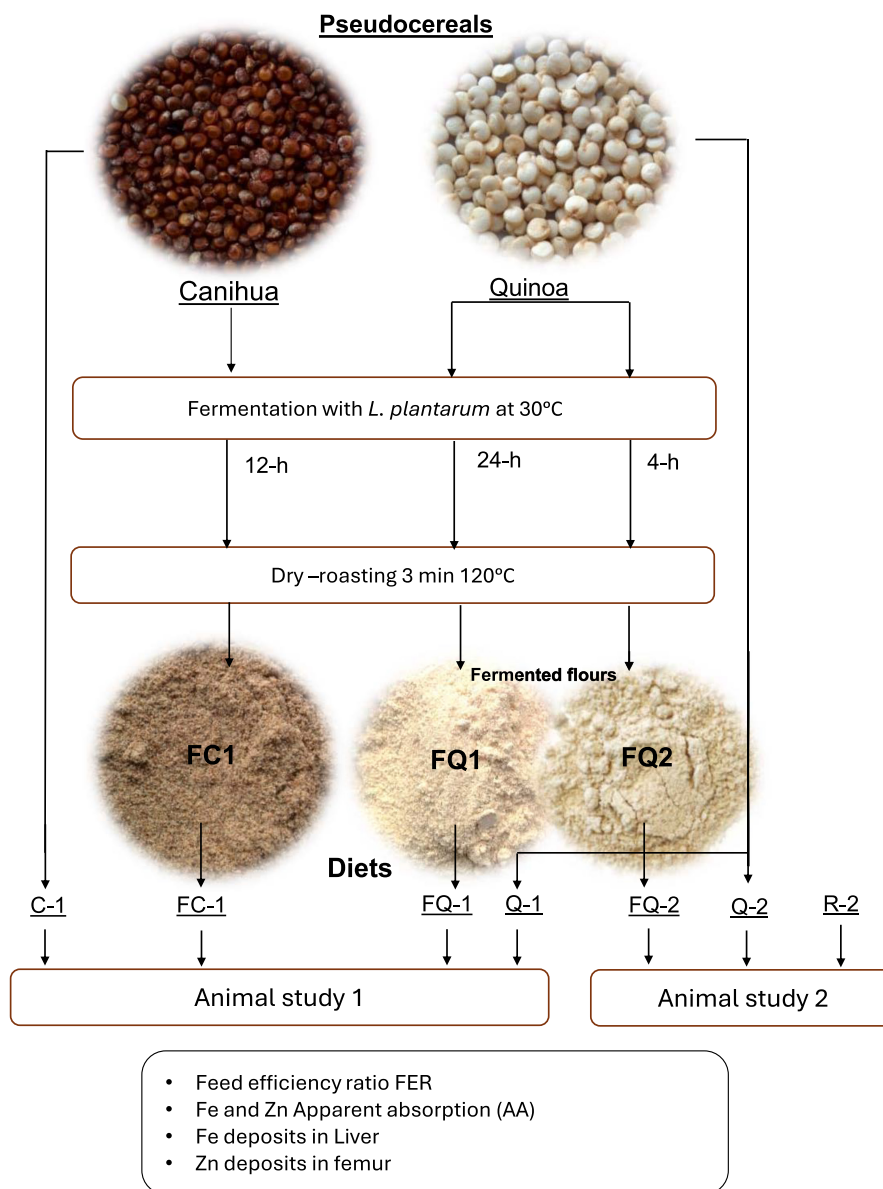 Pseudocereals
Canihua
Quinoa
Fermentation with L. plantarum at 30ºC
12-h
24-h
4-h
Dry –roasting 3 min 120ºC
Fermented flours
FC1
FQ1
FQ2
Diets
C-1
FC-1
FQ-1
Q-1
FQ-2
Q-2
R-2
Animal study 1
Animal study 2
• Feed efficiency ratio FER
• Fe and Zn Apparent absorption (AA)
• Fe deposits in Liver
• Zn deposits in femur